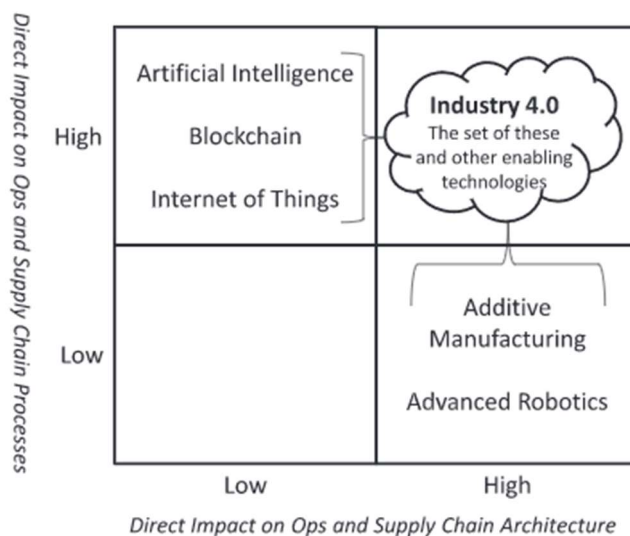 Direct Impact on Ops and Supply Chain Processes
High
Artificial Intelligence
Blockchain
Internet of Things
Industry 4.0
The set of these
and other enabling
technologies
Low
Additive
Manufacturing
Advanced Robotics
Low
High
Direct Impact on Ops and Supply Chain Architecture